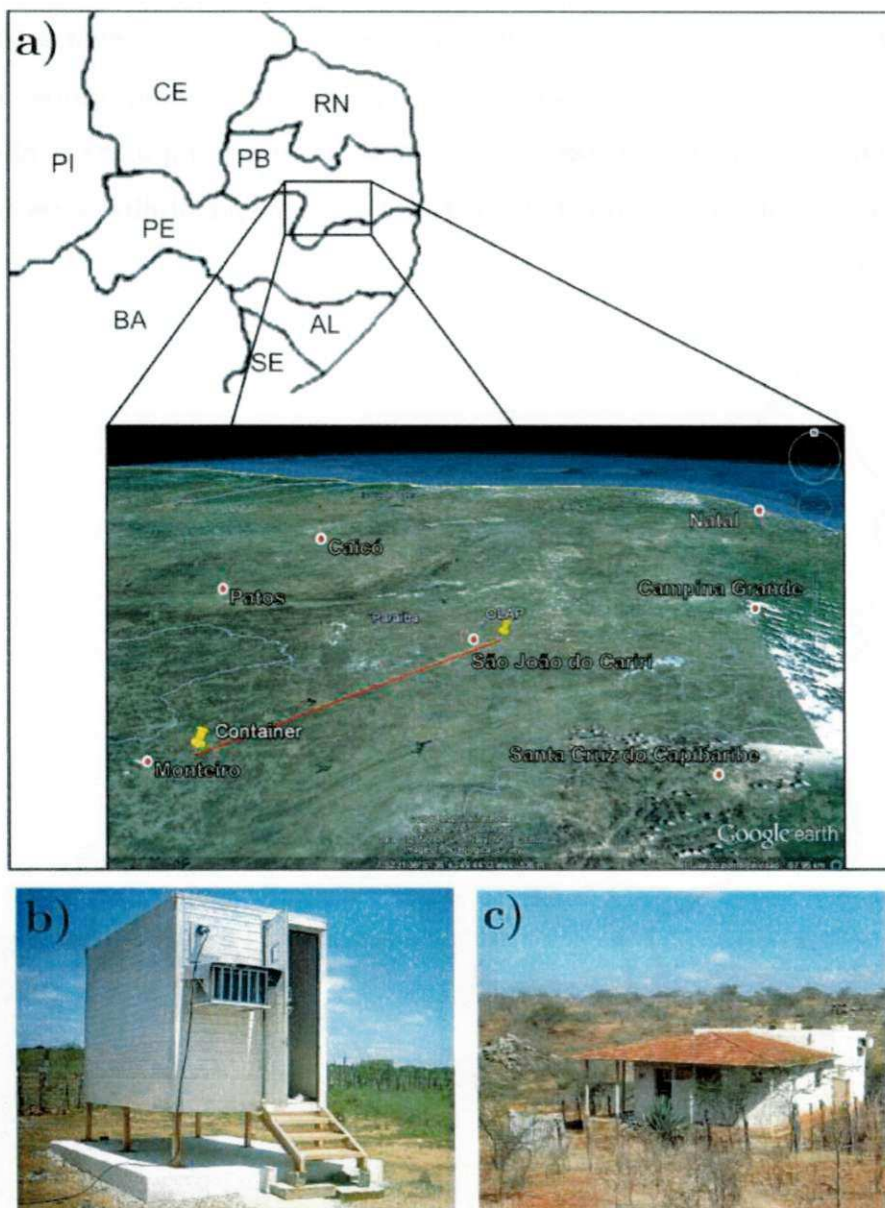 a)
CE
RN
PI
PB
PE
BA
AL
SE
Natal
Caicó
Campina Grande
Patos
Paraíba
OLAP
São João do Cariri
Container
Monteiro
Santa Cruz do Capibaribe
Google earth
b)
c)